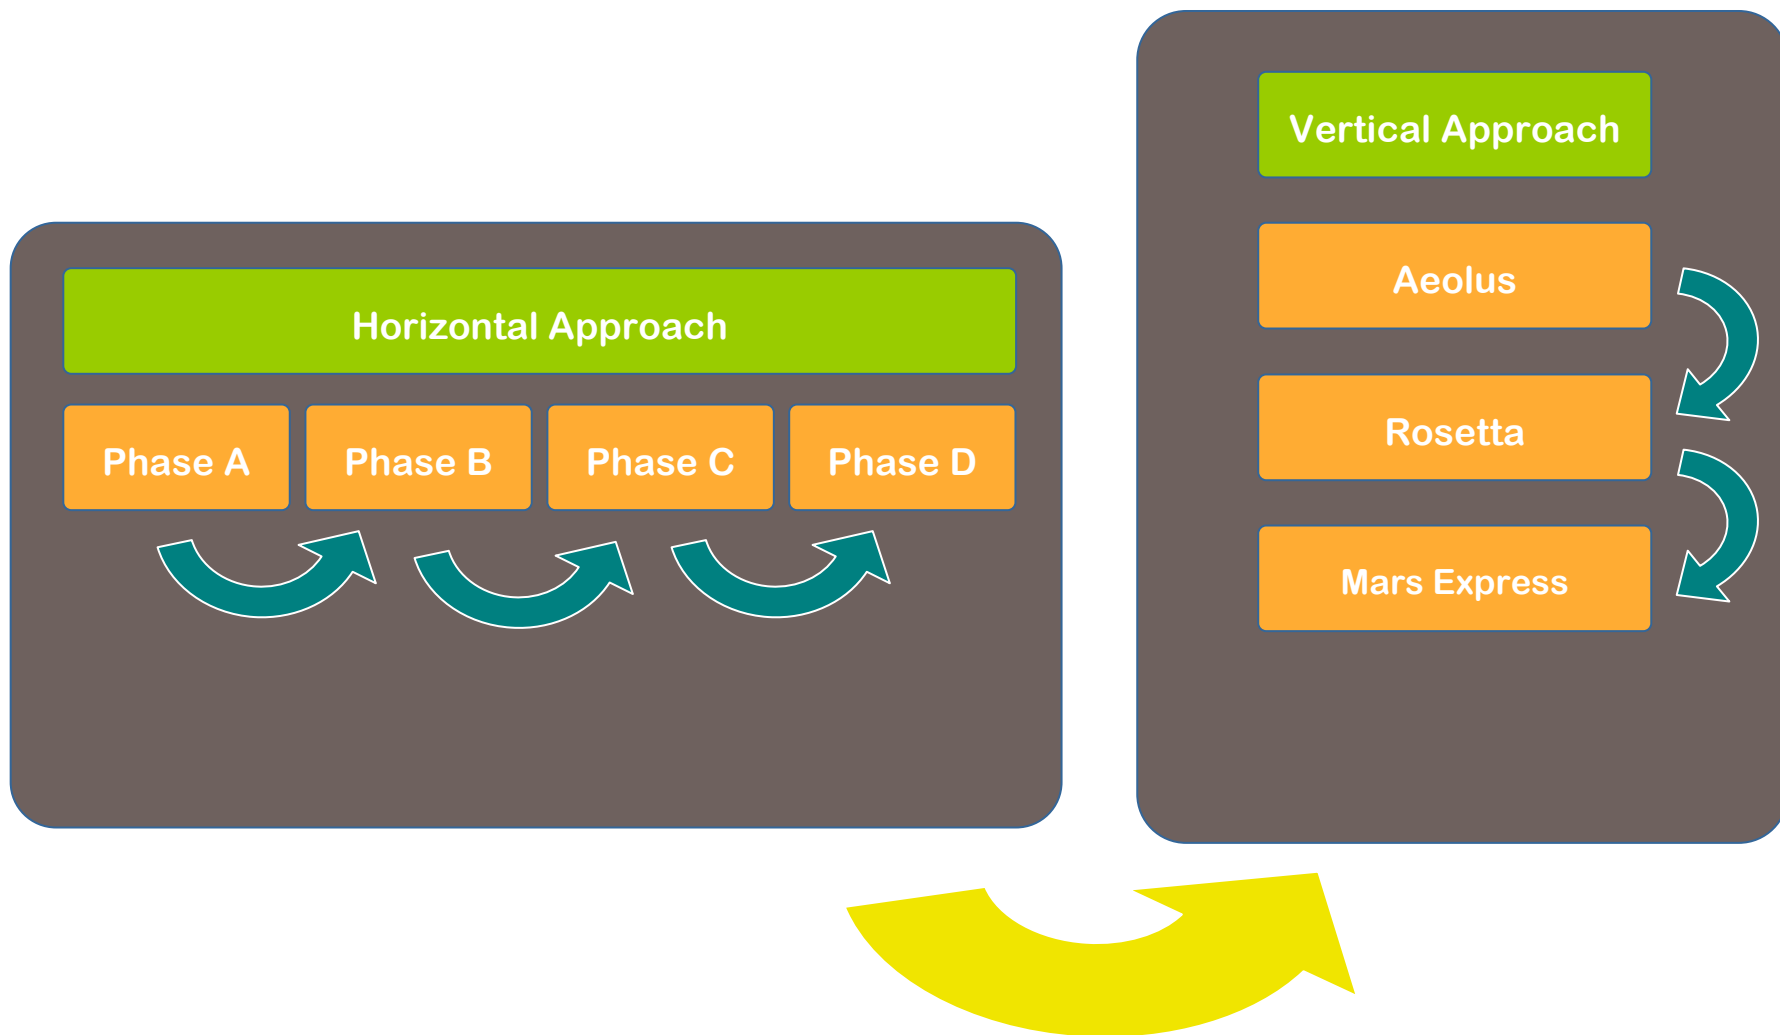 Horizontal Approach
Phase A
Phase B
Phase C
Phase D
Vertical Approach
Aeolus
Rosetta
Mars Express